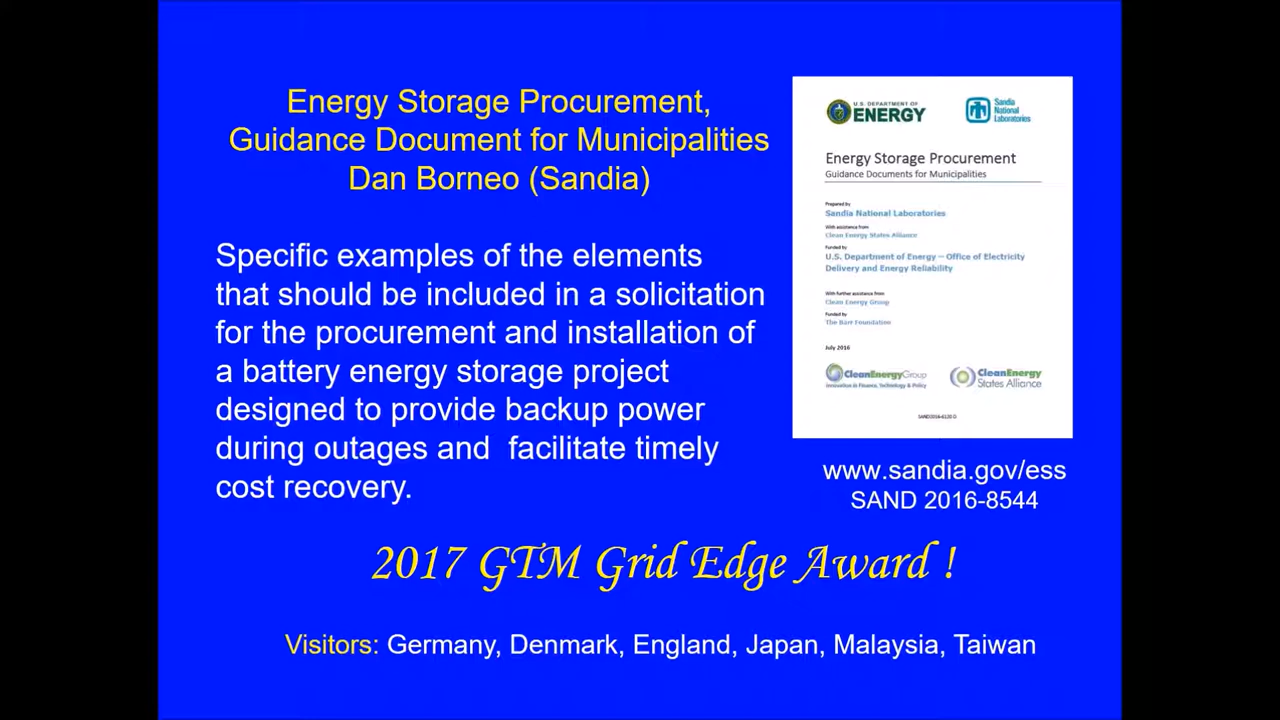 Energy Storage Procurement,
Guidance Document for Municipalities
Dan Borneo (Sandia)
Specific examples of the elements
that should be included in a solicitation
for the procurement and installation of
a battery energy storage project
designed to provide backup power
during outages and facilitate timely
cost recovery.
U.S. DEPARTMENT OF
ENERGY
Sandia
National
Laboratories
Energy Storage Procurement
Guidance Documents for Municipalities
Prepared by
Sandia National Laboratories
With assistance from
Clean Energy States Alliance
Funded by
U.S. Department of Energy – Office of Electricity
Delivery and Energy Reliability
With further assistance from
Clean Energy Group
Funded by
The Barr Foundation
July 2016
CleanEnergyGroup
Innovation in Finance, Technology & Policy
CleanEnergy
States Alliance
www.sandia.gov/ess
SAND 2016-8544
2017 GTM Grid Edge Award !
Visitors: Germany, Denmark, England, Japan, Malaysia, Taiwan